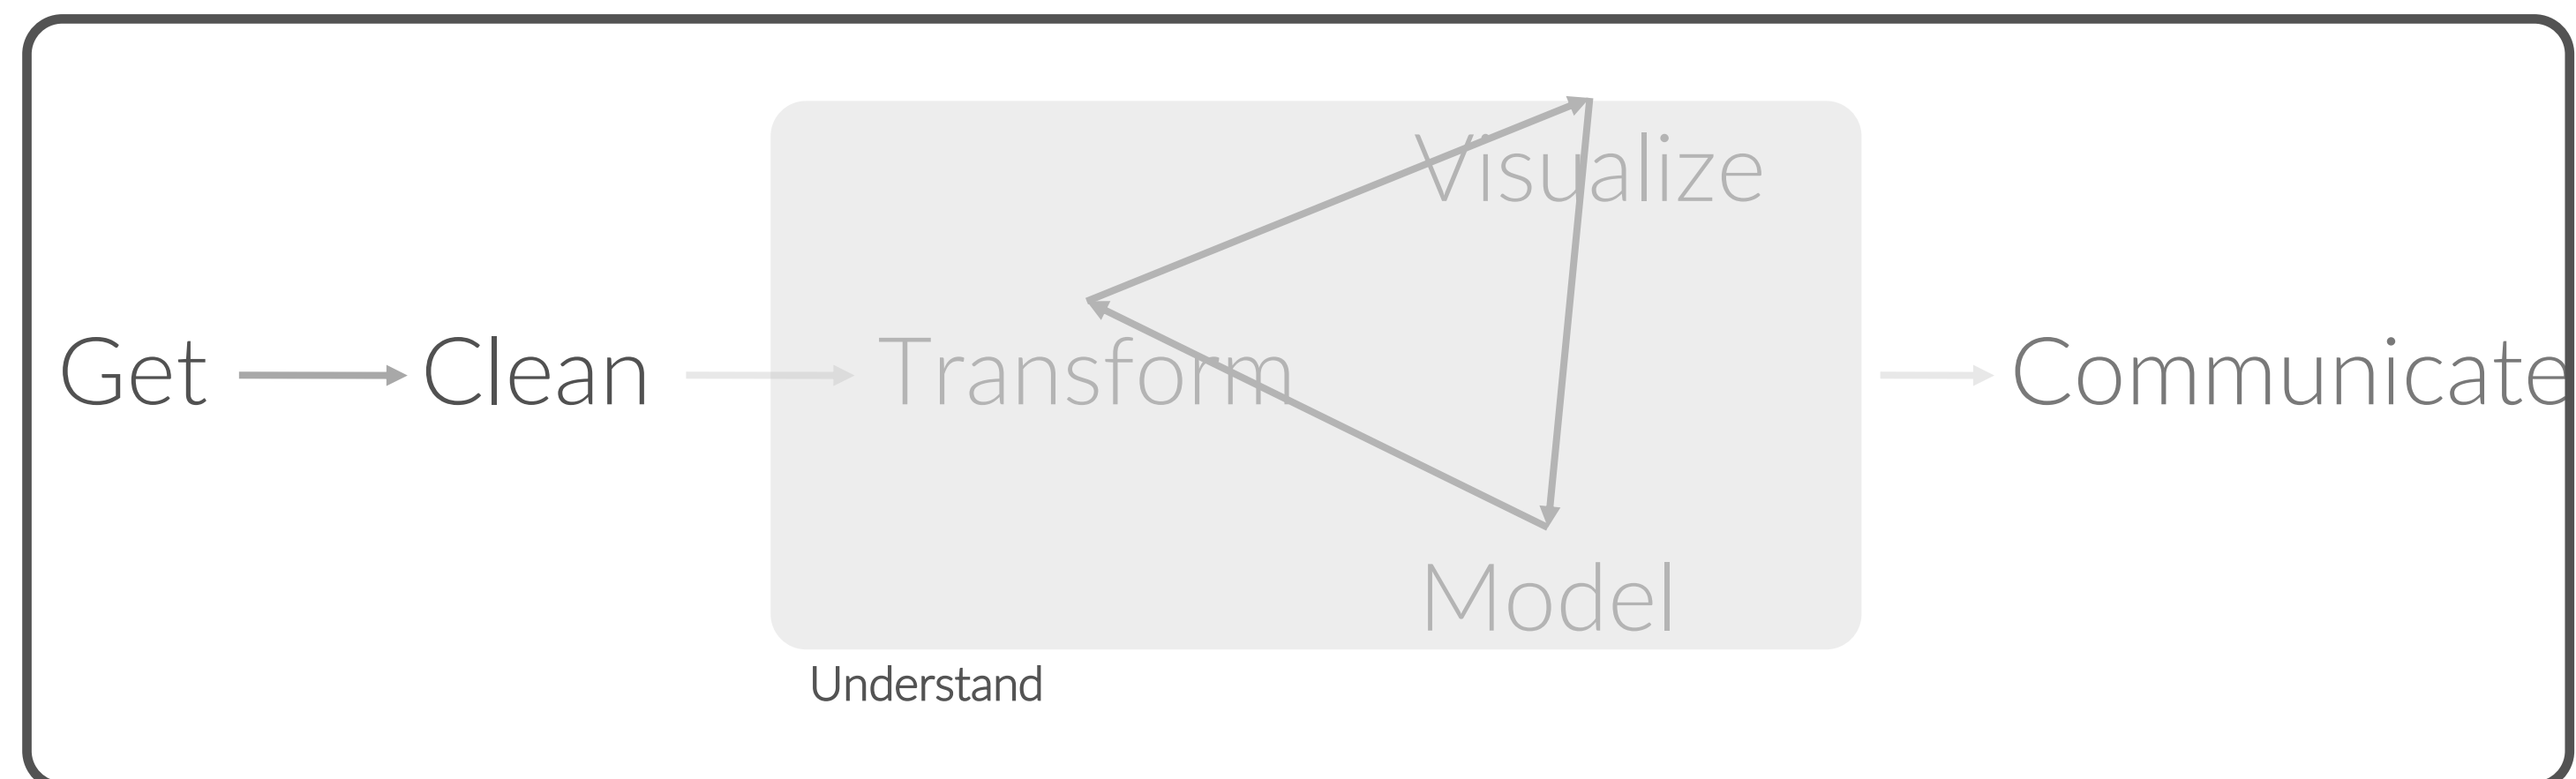 Visualize
Get
Clean
Transform
Communicate
Model
Understand